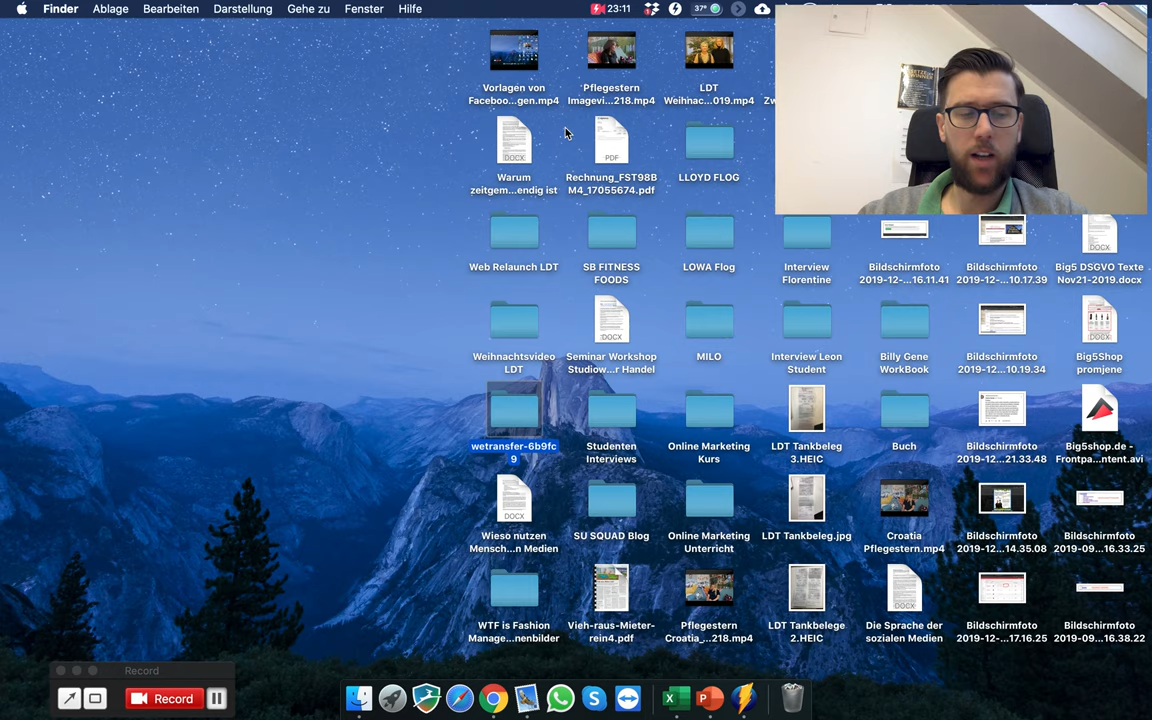 Finder Ablage Bearbeiten Darstellung Gehe zu Fenster Hilfe 23:11 37°
Vorlagen von
Faceboo...gen.mp4
Pflegestern
Imagevi...218.mp4
LDT
Weihnac...019.mp4
DOCX
Warum
zeitgem...endig ist
PDF
Rechnung_FST98B
M4_17055674.pdf
LLOYD FLOG
Web Relaunch LDT
SB FITNESS
FOODS
LOWA Flog
Interview
Florentine
Bildschirmfoto
2019-12-...16.11.41
Bildschirmfoto
2019-12-...10.17.39
DOCX
Big5 DSGVO Texte
Nov21-2019.docx
Weihnachtsvideo
LDT
DOCX
Seminar Workshop
Studiow...r Handel
MILO
Interview Leon
Student
Billy Gene
WorkBook
Bildschirmfoto
2019-12...10.19.34
DOCX
Big5Shop
promjene
wetransfer-6b9fc
9
Studenten
Interviews
Online Marketing
Kurs
LDT Tankbeleg
3.HEIC
Buch
Bildschirmfoto
2019-12...21.33.48
Big5shop.de -
Frontpa...ntent.avi
DOCX
Wieso nutzen
Mensch...n Medien
SU SQUAD Blog
Online Marketing
Unterricht
LDT Tankbeleg.jpg
Croatia
Pflegestern.mp4
Bildschirmfoto
2019-12...14.35.08
Bildschirmfoto
2019-09...16.33.25
WTF is Fashion
Manage...nenbilder
Vieh-raus-Mieter-
rein4.pdf
Pflegestern
Croatia_...218.mp4
LDT Tankbelege
2.HEIC
DOCX
Die Sprache der
sozialen Medien
Bildschirmfoto
2019-12...17.16.25
Bildschirmfoto
2019-09...16.38.22
Record
Record